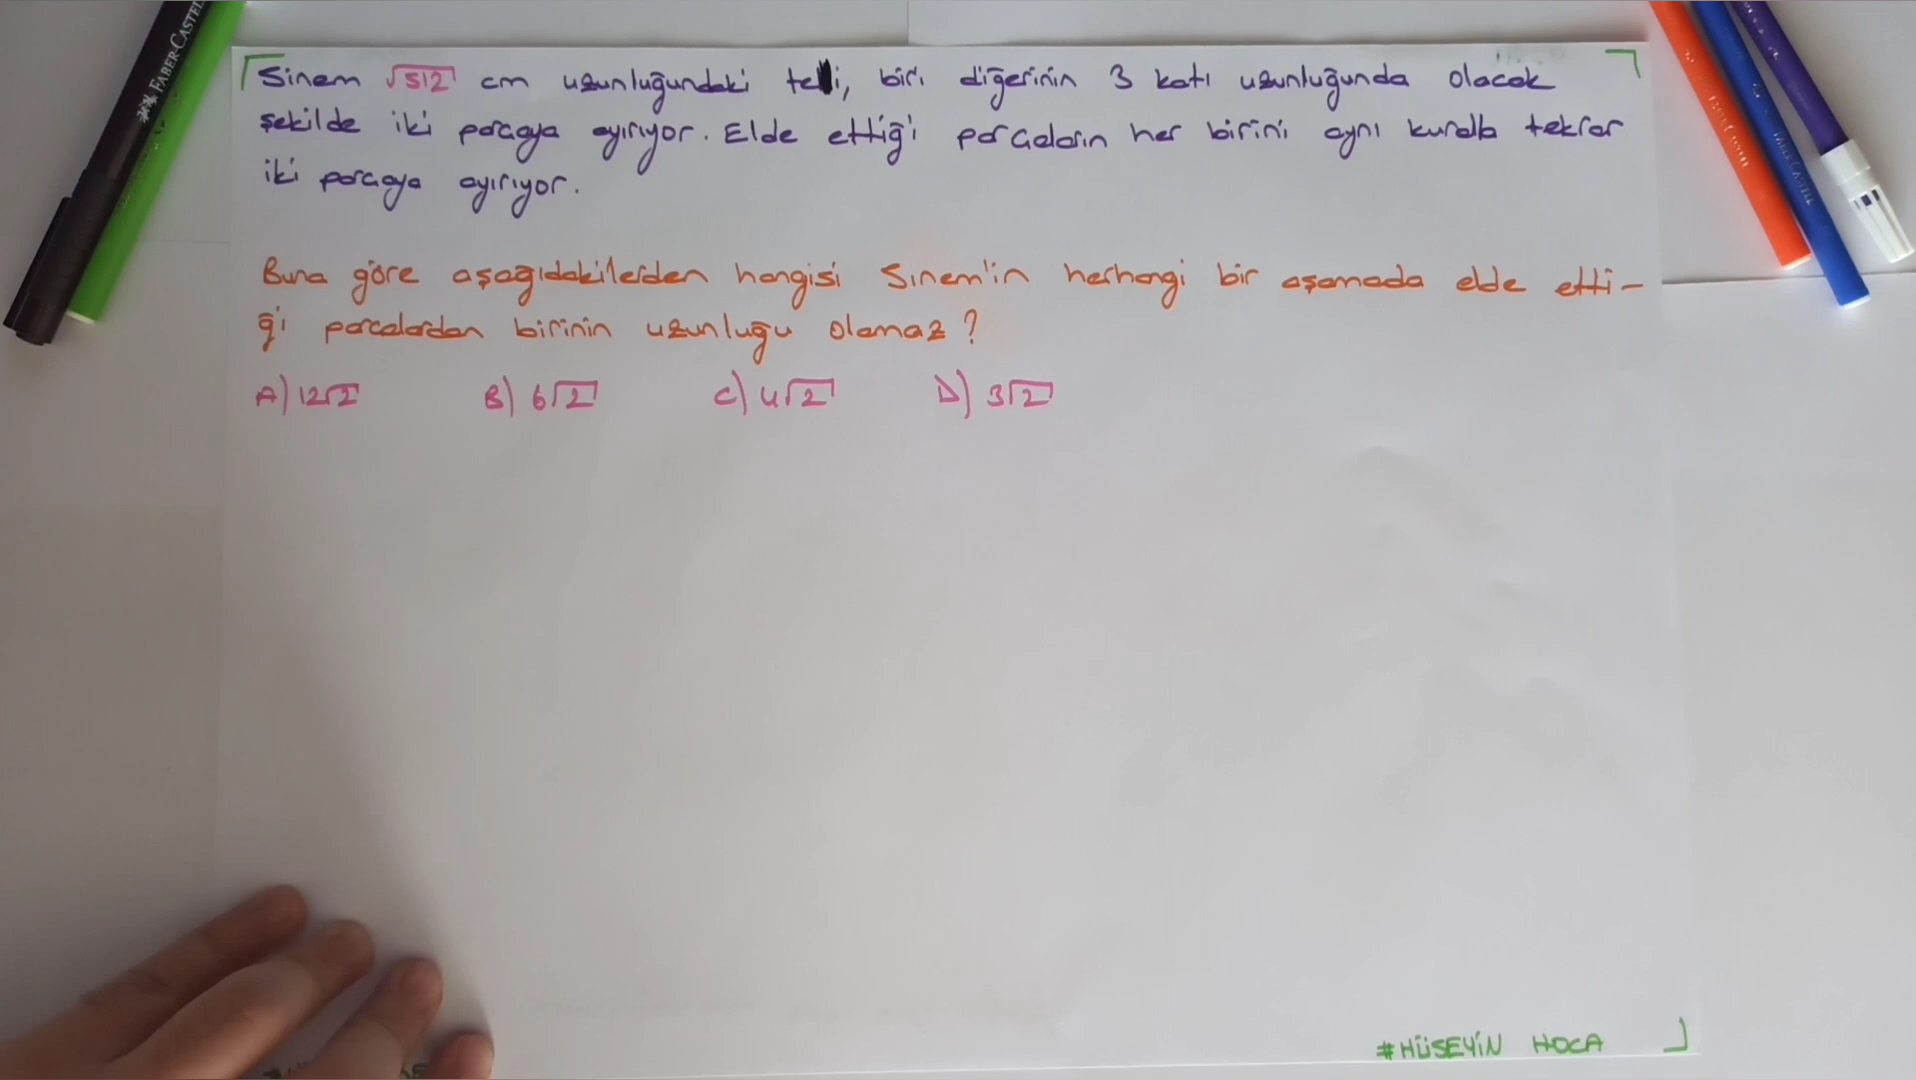 Sinem √512 cm uzunluğundaki teli, biri diğerinin 3 katı uzunluğunda olacak
şekilde iki parçaya ayırıyor. Elde ettiği parçaların her birini aynı kuralla tekrar
iki parçaya ayırıyor.
Buna göre aşağıdakilerden hangisi Sinem'in herhangi bir aşamada elde etti-
ği parçalardan birinin uzunluğu olamaz?
A) 12√2 B) 6√2 C) 4√2 D) 3√2
FABER-CASTELL
#HÜSEYİN HOCA